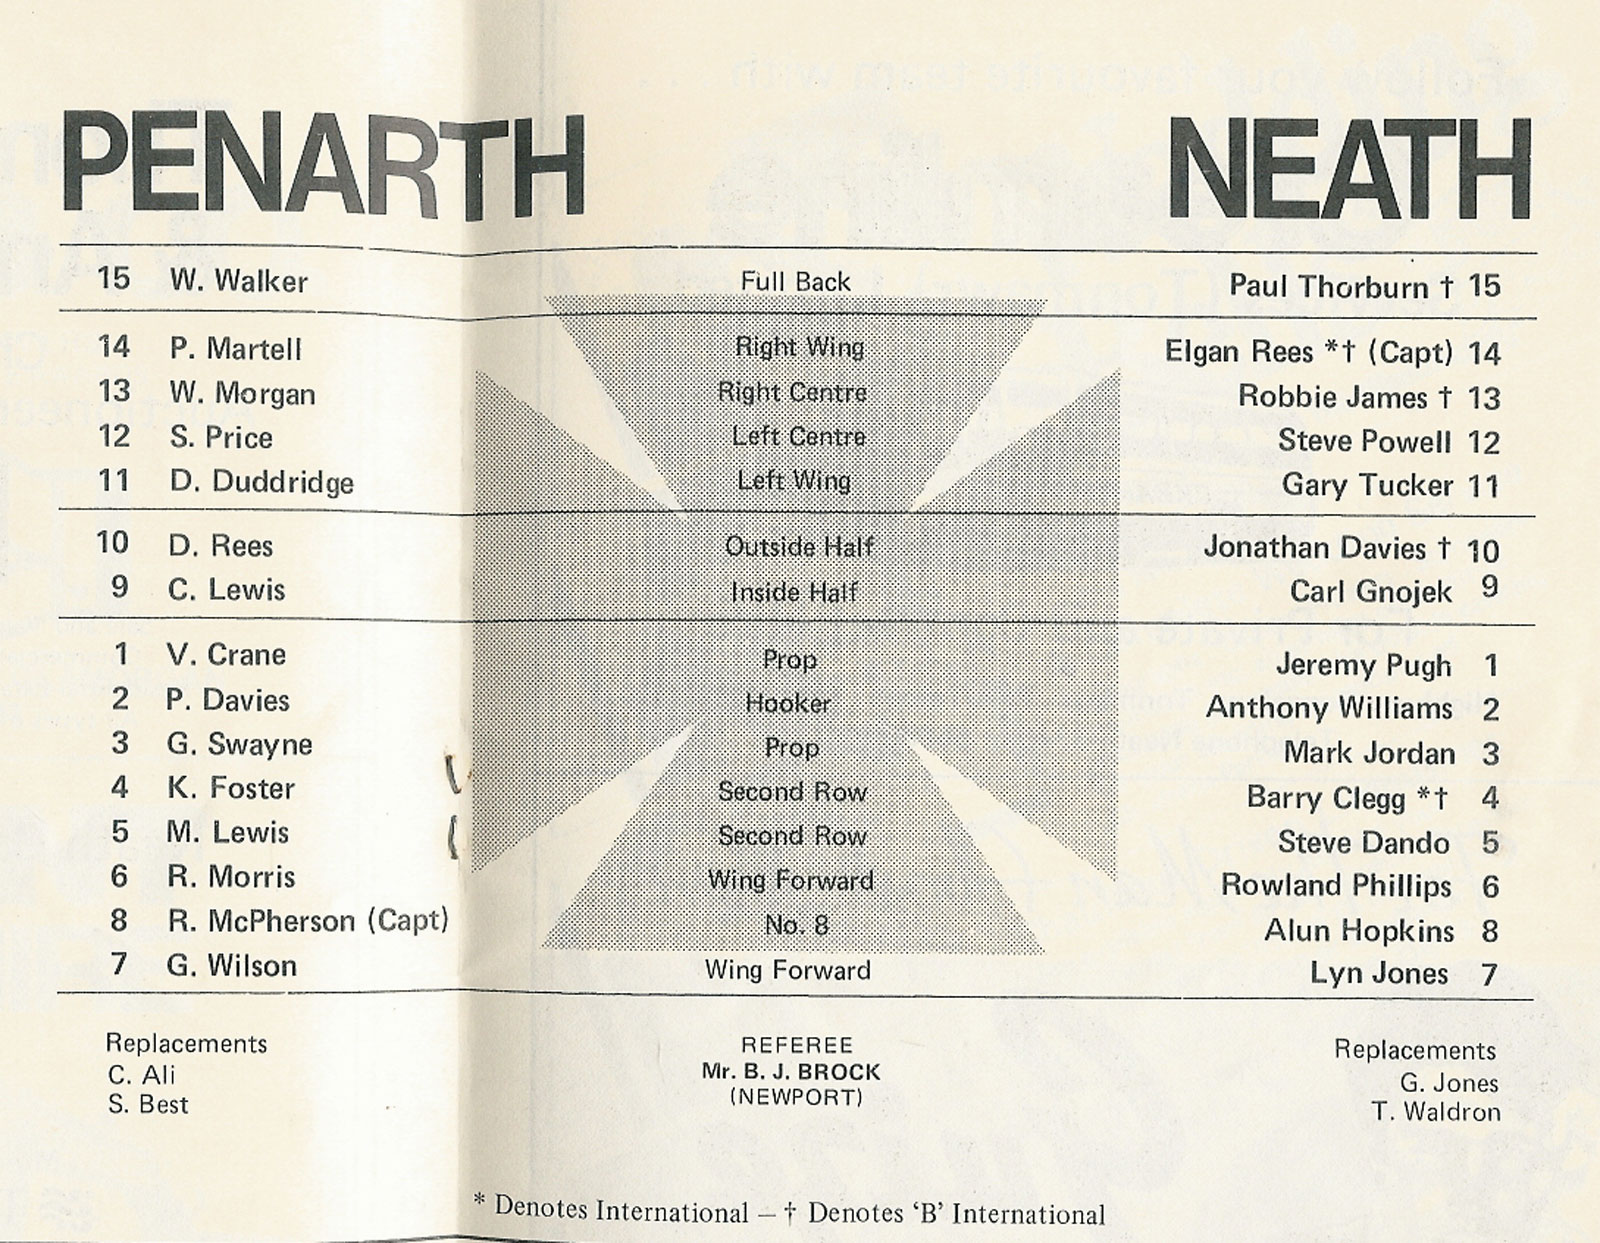 PENARTH NEATH
15 W. Walker Full Back Paul Thorburn † 15
14 P. Martell Right Wing Elgan Rees *† (Capt) 14
13 W. Morgan Right Centre Robbie James † 13
12 S. Price Left Centre Steve Powell 12
11 D. Duddridge Left Wing Gary Tucker 11
10 D. Rees Outside Half Jonathan Davies † 10
9 C. Lewis Inside Half Carl Gnojek 9
1 V. Crane Prop Jeremy Pugh 1
2 P. Davies Hooker Anthony Williams 2
3 G. Swayne Prop Mark Jordan 3
4 K. Foster Second Row Barry Clegg *† 4
5 M. Lewis Second Row Steve Dando 5
6 R. Morris Wing Forward Rowland Phillips 6
8 R. McPherson (Capt) No. 8 Alun Hopkins 8
7 G. Wilson Wing Forward Lyn Jones 7
Replacements
C. Ali
S. Best
REFEREE
Mr. B. J. BROCK
(NEWPORT)
Replacements
G. Jones
T. Waldron
* Denotes International – † Denotes ‘B’ International